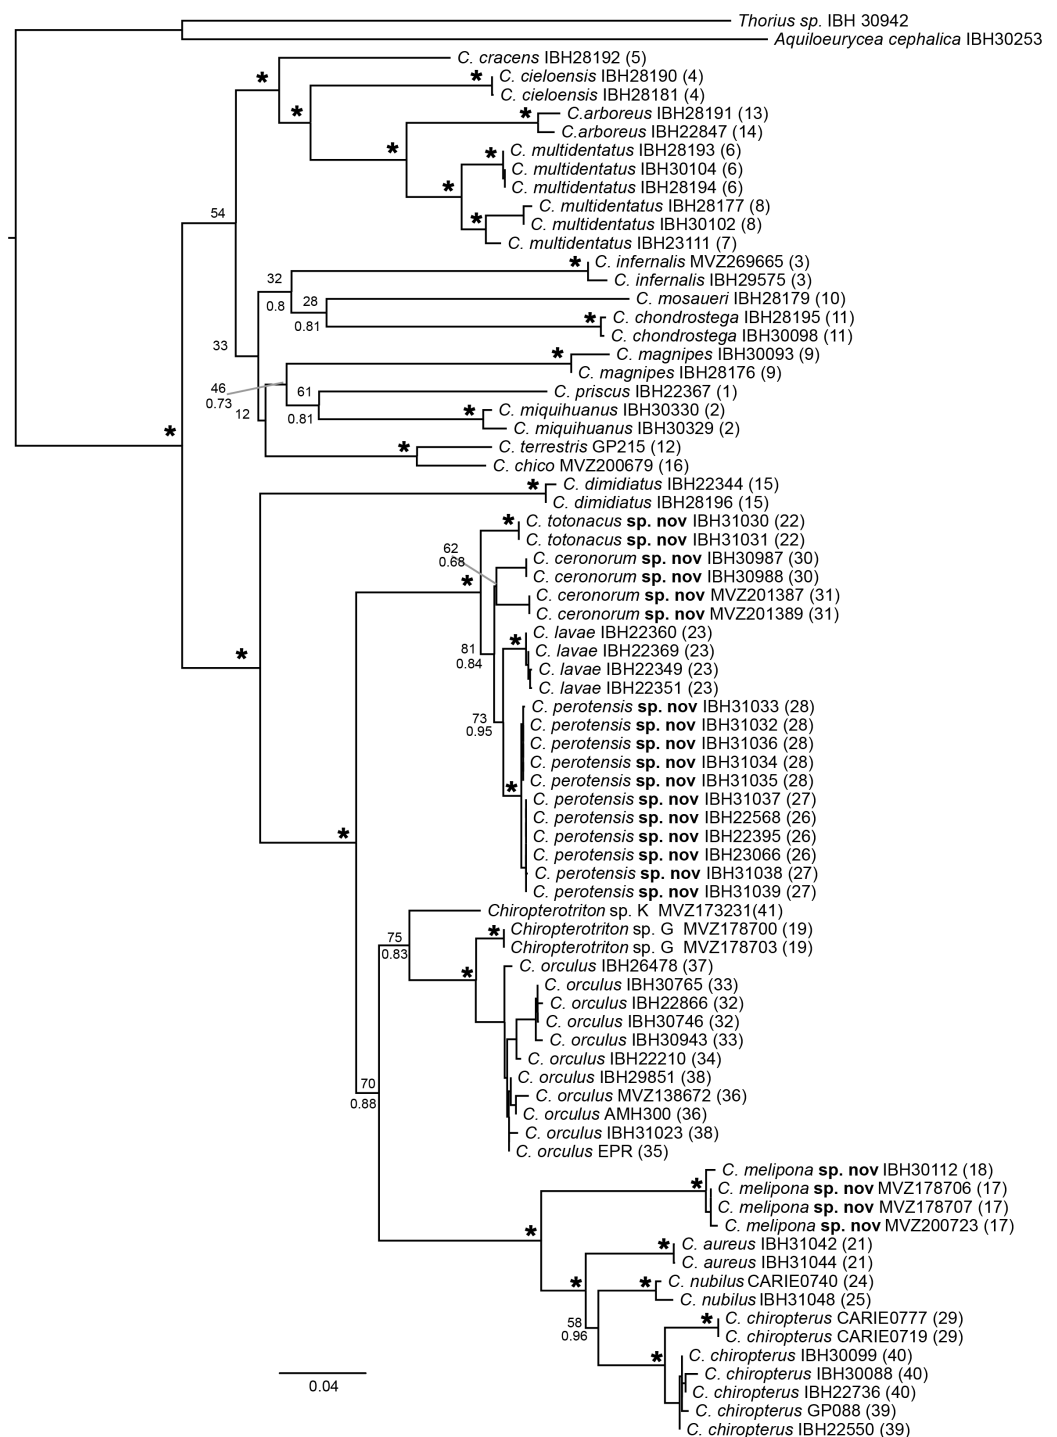 Thorius sp. IBH 30942
Aquiloeurycea cephalica IBH30253
C. cracens IBH28192 (5)
*
C. cieloensis IBH28190 (4)
*
C. cieloensis IBH28181 (4)
*
C.arboreus IBH28191 (13)
*
C.arboreus IBH22847 (14)
*
C. multidentatus IBH28193 (6)
*
C. multidentatus IBH30104 (6)
*
C. multidentatus IBH28194 (6)
C. multidentatus IBH28177 (8)
54
*
C. multidentatus IBH30102 (8)
C. multidentatus IBH23111 (7)
*
C. infernalis MVZ269665 (3)
32
C. infernalis IBH29575 (3)
0.8
28
C. mosaueri IBH28179 (10)
0.81
*
C. chondrostega IBH28195 (11)
C. chondrostega IBH30098 (11)
33
*
C. magnipes IBH30093 (9)
C. magnipes IBH28176 (9)
46
0.73
61
C. priscus IBH22367 (1)
12
0.81
*
C. miquihuanus IBH30330 (2)
C. miquihuanus IBH30329 (2)
*
*
C. terrestris GP215 (12)
C. chico MVZ200679 (16)
*
C. dimidiatus IBH22344 (15)
C. dimidiatus IBH28196 (15)
*
C. totonacus sp. nov IBH31030 (22)
C. totonacus sp. nov IBH31031 (22)
62
0.68
C. ceronorum sp. nov IBH30987 (30)
*
C. ceronorum sp. nov IBH30988 (30)
C. ceronorum sp. nov MVZ201387 (31)
C. ceronorum sp. nov MVZ201389 (31)
*
C. lavae IBH22360 (23)
*
81
0.84
C. lavae IBH22369 (23)
C. lavae IBH22349 (23)
C. lavae IBH22351 (23)
C. perotensis sp. nov IBH31033 (28)
73
0.95
C. perotensis sp. nov IBH31032 (28)
C. perotensis sp. nov IBH31036 (28)
C. perotensis sp. nov IBH31034 (28)
*
C. perotensis sp. nov IBH31035 (28)
C. perotensis sp. nov IBH31037 (27)
C. perotensis sp. nov IBH22568 (26)
*
C. perotensis sp. nov IBH22395 (26)
C. perotensis sp. nov IBH23066 (26)
C. perotensis sp. nov IBH31038 (27)
C. perotensis sp. nov IBH31039 (27)
Chiropterotriton sp. K MVZ173231(41)
75
0.83
*
Chiropterotriton sp. G MVZ178700 (19)
Chiropterotriton sp. G MVZ178703 (19)
*
C. orculus IBH26478 (37)
C. orculus IBH30765 (33)
C. orculus IBH22866 (32)
C. orculus IBH30746 (32)
C. orculus IBH30943 (33)
C. orculus IBH22210 (34)
70
0.88
C. orculus IBH29851 (38)
C. orculus MVZ138672 (36)
C. orculus AMH300 (36)
C. orculus IBH31023 (38)
C. orculus EPR (35)
C. melipona sp. nov IBH30112 (18)
*
C. melipona sp. nov MVZ178706 (17)
C. melipona sp. nov MVZ178707 (17)
*
C. melipona sp. nov MVZ200723 (17)
*
C. aureus IBH31042 (21)
C. aureus IBH31044 (21)
*
*
C. nubilus CARIE0740 (24)
C. nubilus IBH31048 (25)
58
0.96
*
C. chiropterus CARIE0777 (29)
C. chiropterus CARIE0719 (29)
*
C. chiropterus IBH30099 (40)
C. chiropterus IBH30088 (40)
C. chiropterus IBH22736 (40)
C. chiropterus GP088 (39)
C. chiropterus IBH22550 (39)
0.04